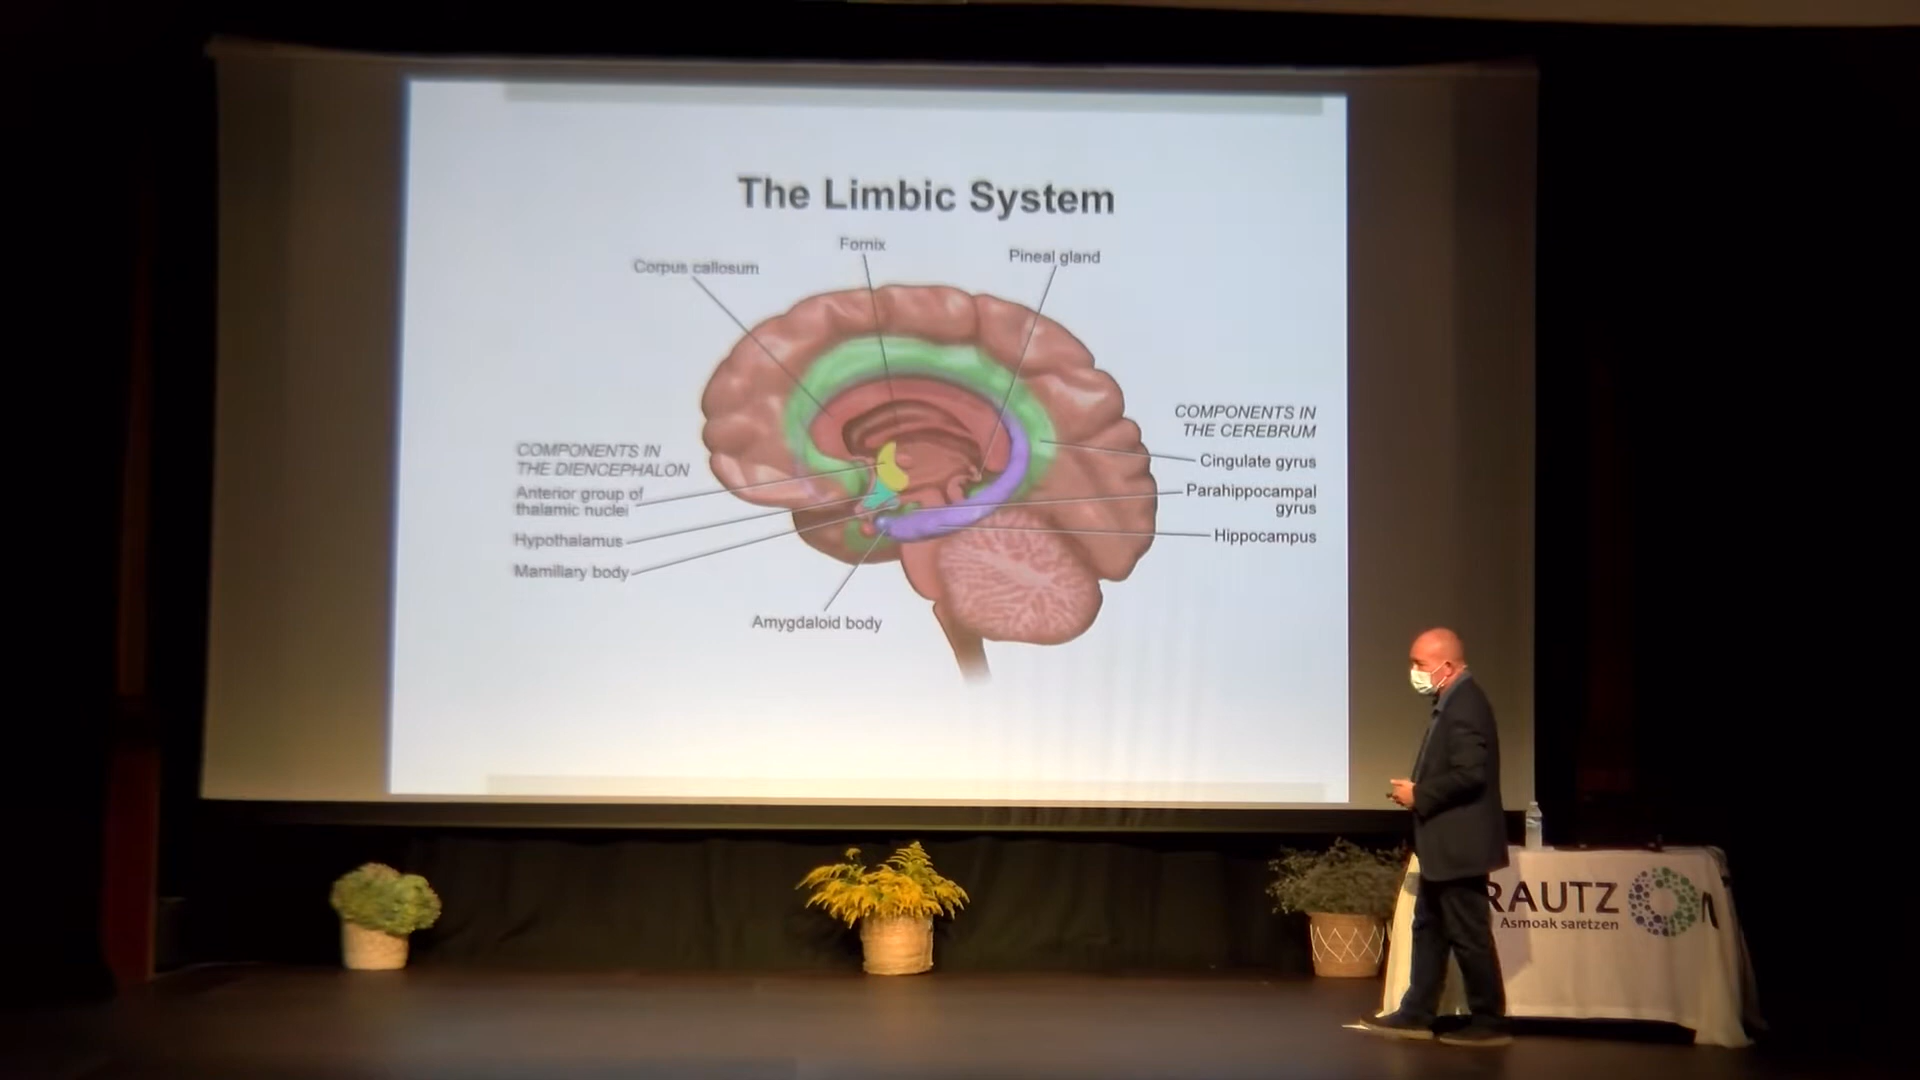 The Limbic System
Fornix
Pineal gland
Corpus callosum
COMPONENTS IN
THE CEREBRUM
Cingulate gyrus
Parahippocampal
gyrus
Hippocampus
COMPONENTS IN
THE DIENCEPHALON
Anterior group of
thalamic nuclei
Hypothalamus
Mamillary body
Amygdaloid body
RAUTZ
Asmoak saretzen